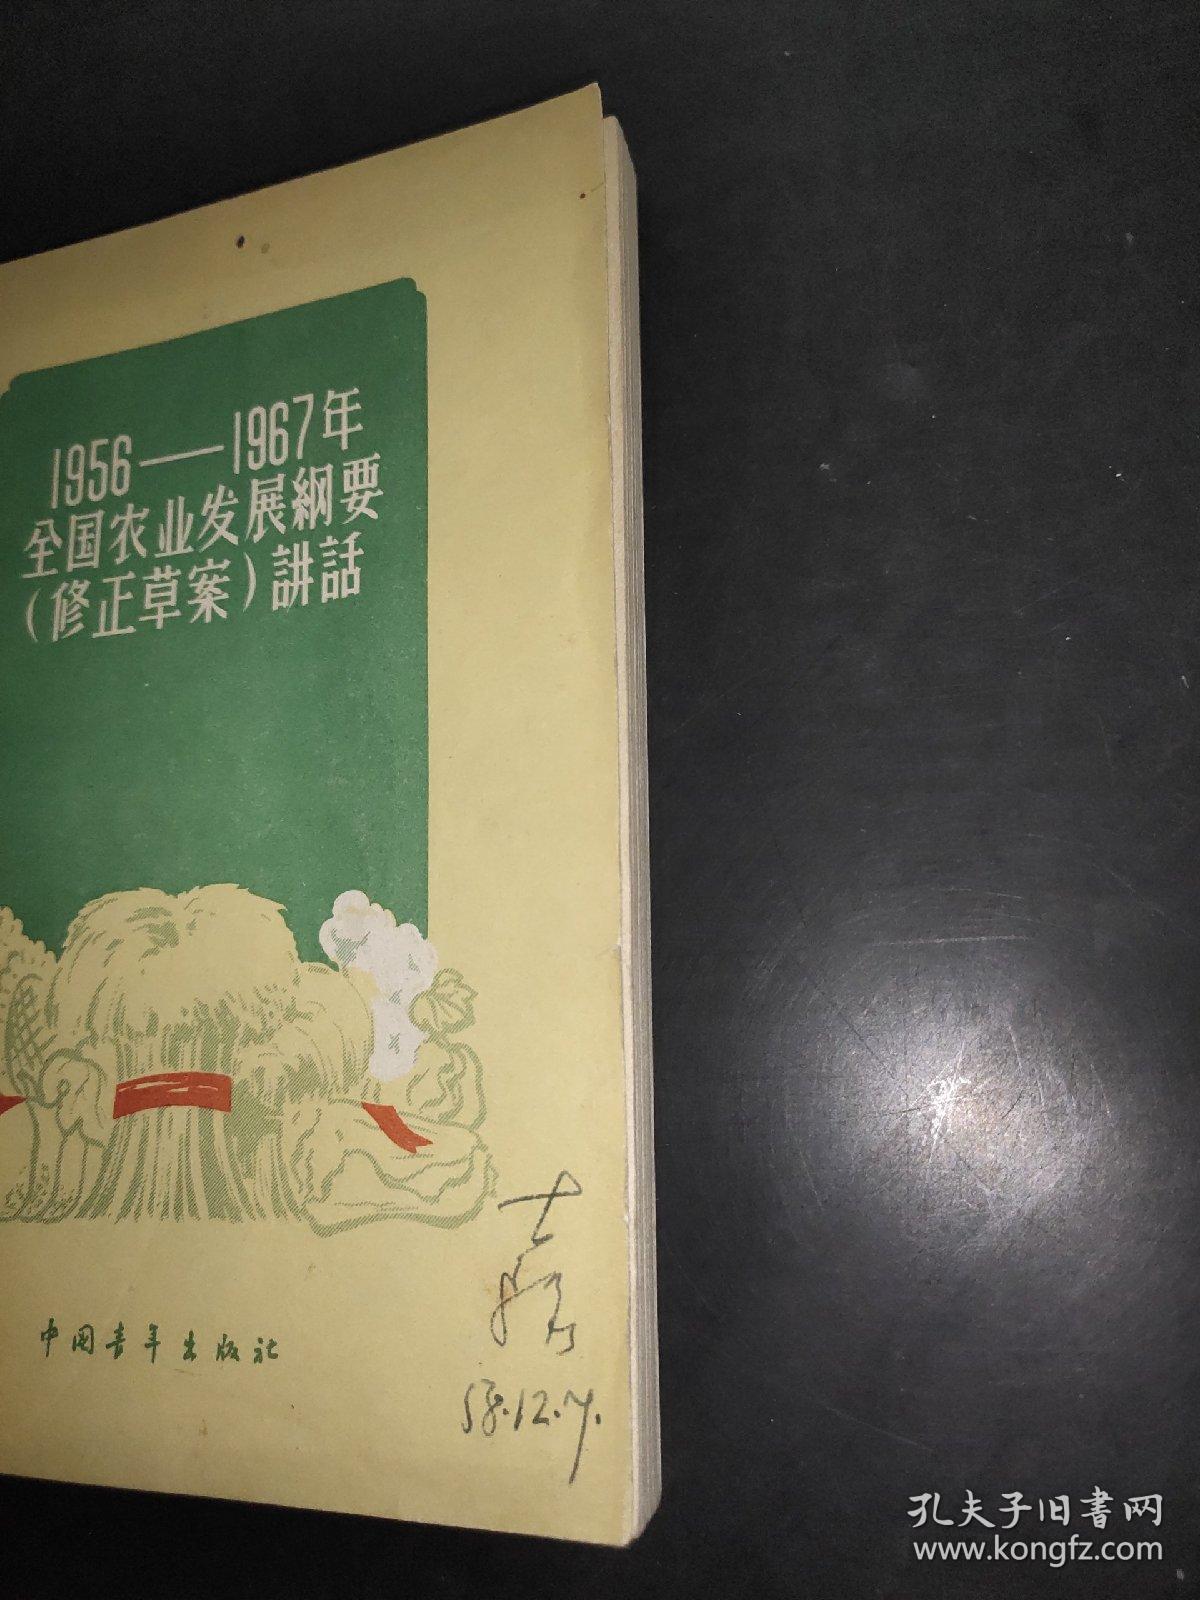 1956——1967年
全国农业发展綱要
(修正草案)講話
中国青年出版社
58.12.7.
孔夫子旧書网
www.kongfz.com